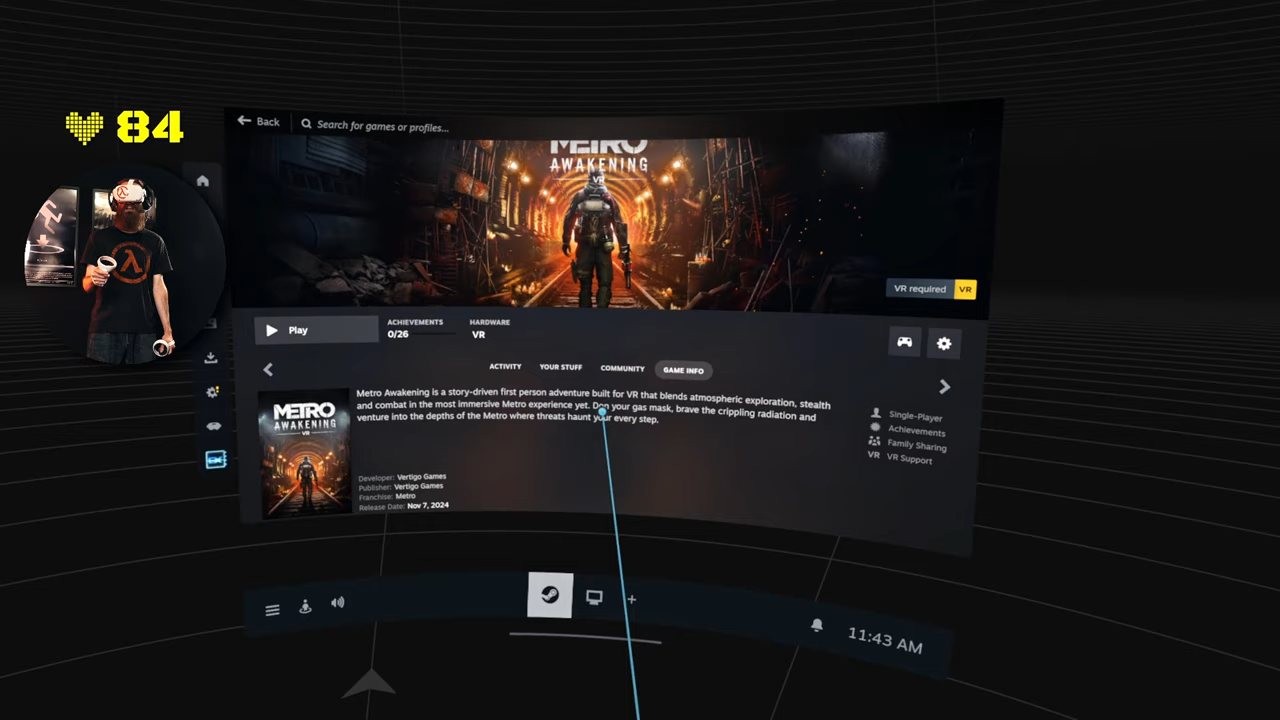 84
Back
Search for games or profiles...
METRO
AWAKENING
VR
VR required VR
Play
ACHIEVEMENTS
0/26
HARDWARE
VR
ACTIVITY YOUR STUFF COMMUNITY GAME INFO
METRO
AWAKENING
VR
Metro Awakening is a story-driven first person adventure built for VR that blends atmospheric exploration, stealth
and combat in the most immersive Metro experience yet. Don your gas mask, brave the crippling radiation and
venture into the depths of the Metro where threats haunt your every step.
Developer: Vertigo Games
Publisher: Vertigo Games
Franchise: Metro
Release Date: Nov 7, 2024
Single-Player
Achievements
Family Sharing
VR VR Support
11:43 AM